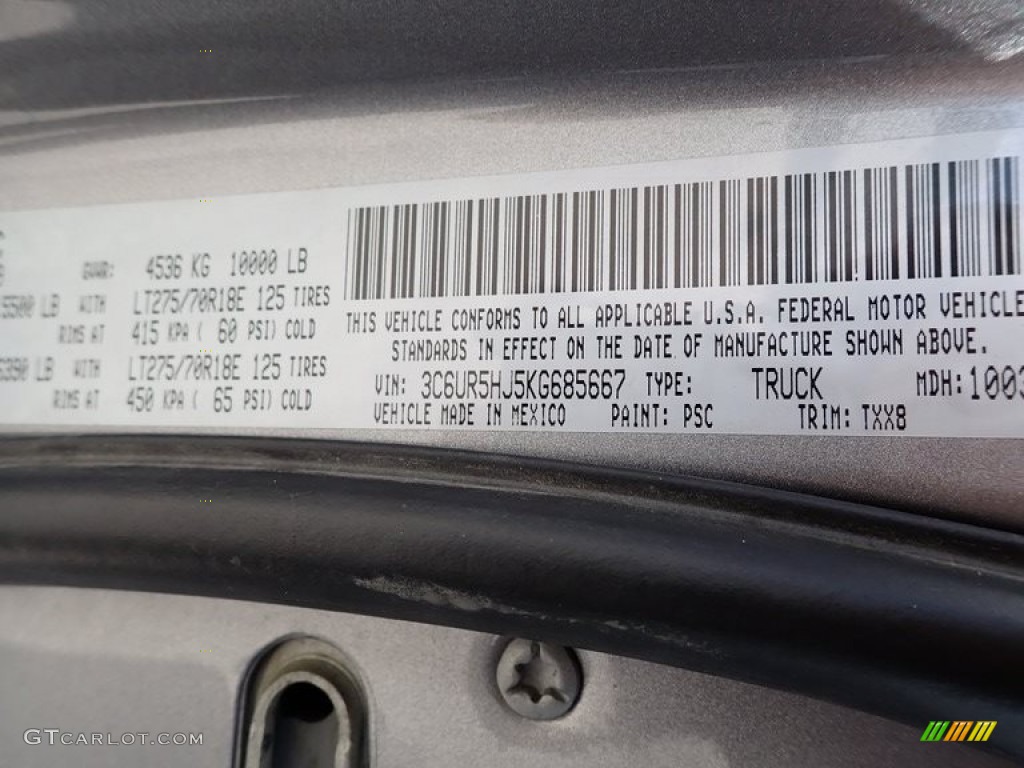 GVWR: 4536 KG 10000 LB
5500 LB WITH LT275/70R18E 125 TIRES
RIMS AT 415 KPA ( 60 PSI) COLD
6390 LB WITH LT275/70R18E 125 TIRES
RIMS AT 450 KPA ( 65 PSI) COLD
THIS VEHICLE CONFORMS TO ALL APPLICABLE U.S.A. FEDERAL MOTOR VEHICLE
STANDARDS IN EFFECT ON THE DATE OF MANUFACTURE SHOWN ABOVE.
VIN: 3C6UR5HJ5KG685667 TYPE: TRUCK MDH: 1003
VEHICLE MADE IN MEXICO PAINT: PSC TRIM: TXX8
GTCARLOT.COM